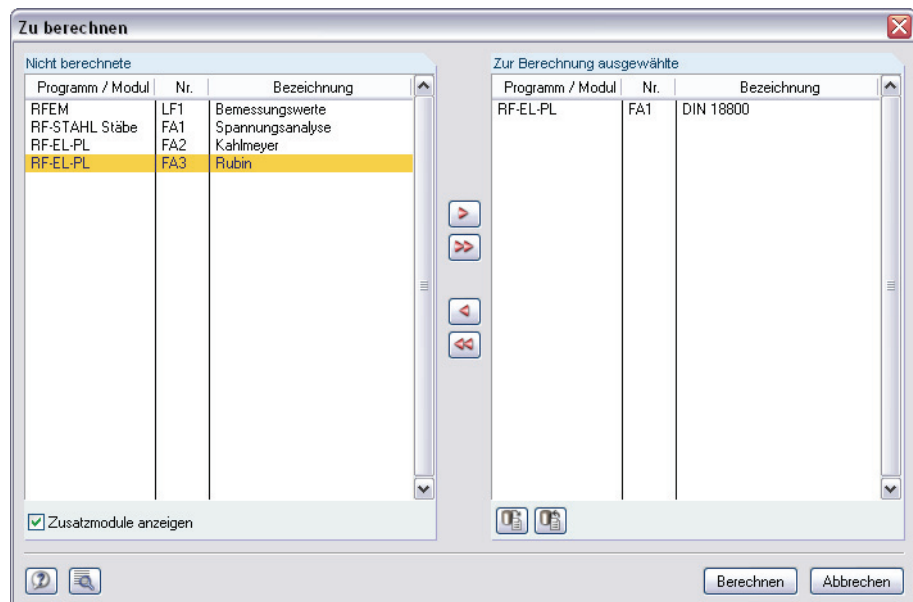 Zu berechnen
Nicht berechnete
Programm / Modul Nr. Bezeichnung
RFEM LF1 Bemessungswerte
RF-STAHL Stäbe FA1 Spannungsanalyse
RF-EL-PL FA2 Kahlmeyer
RF-EL-PL FA3 Rubin
Zusatzmodule anzeigen
Zur Berechnung ausgewählte
Programm / Modul Nr. Bezeichnung
RF-EL-PL FA1 DIN 18800
Berechnen Abbrechen